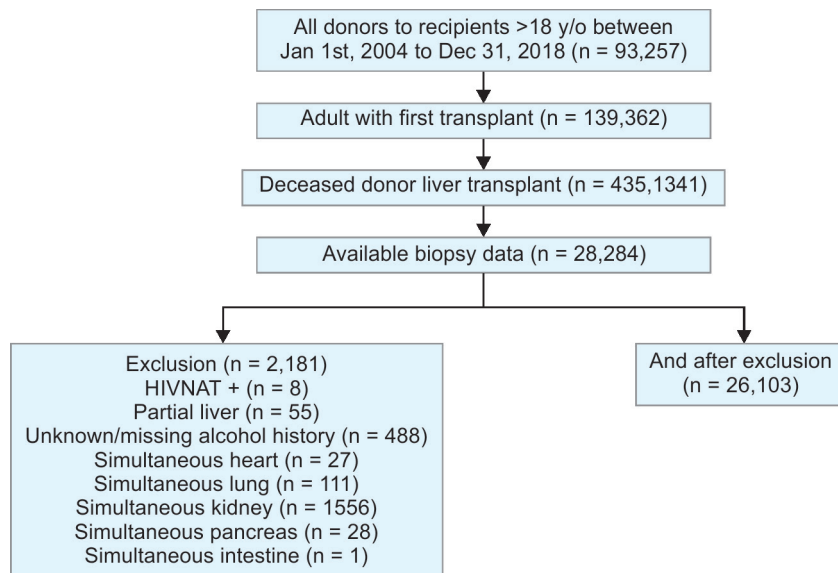 All donors to recipients >18 y/o between
Jan 1st, 2004 to Dec 31, 2018 (n = 93,257)
Adult with first transplant (n = 139,362)
Deceased donor liver transplant (n = 435,1341)
Available biopsy data (n = 28,284)
Exclusion (n = 2,181)
HIVNAT + (n = 8)
Partial liver (n = 55)
Unknown/missing alcohol history (n = 488)
Simultaneous heart (n = 27)
Simultaneous lung (n = 111)
Simultaneous kidney (n = 1556)
Simultaneous pancreas (n = 28)
Simultaneous intestine (n = 1)
And after exclusion
(n = 26,103)